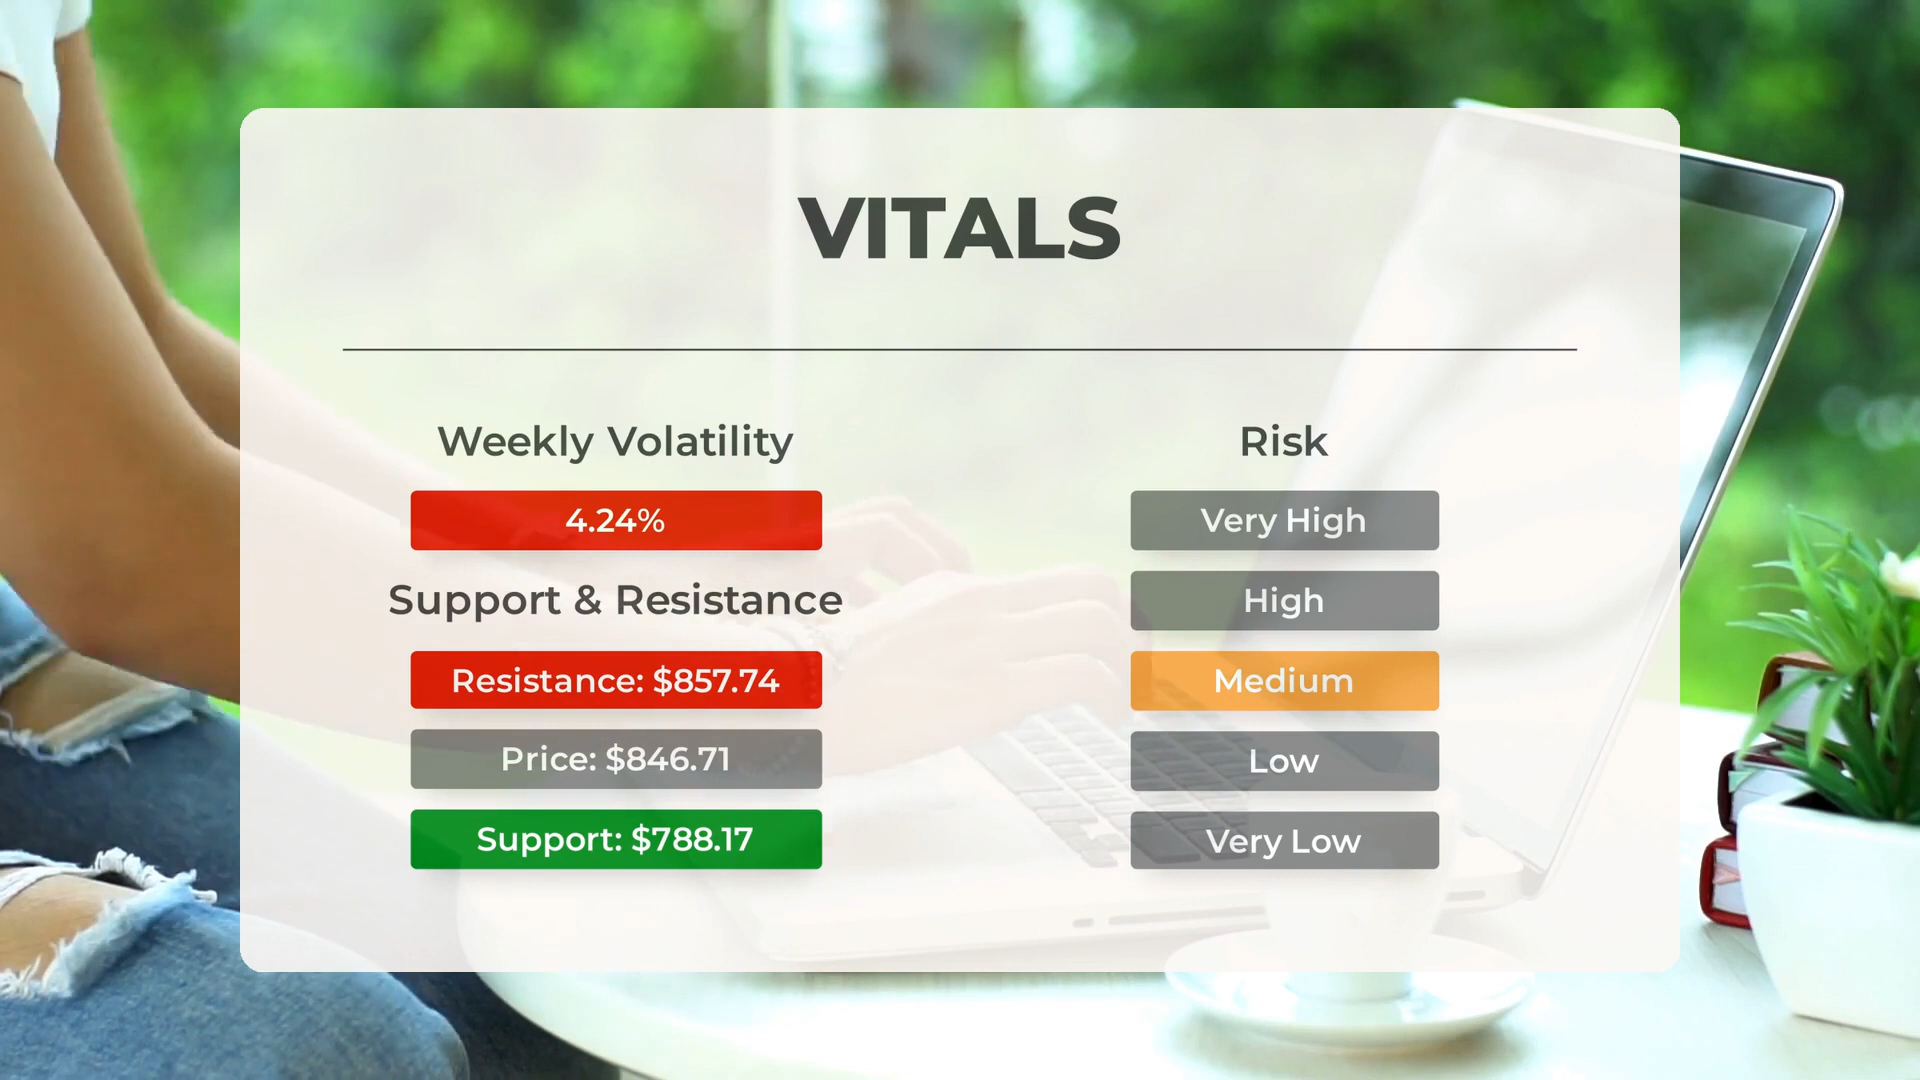 VITALS
Weekly Volatility
4.24%
Support & Resistance
Resistance: $857.74
Price: $846.71
Support: $788.17
Risk
Very High
High
Medium
Low
Very Low